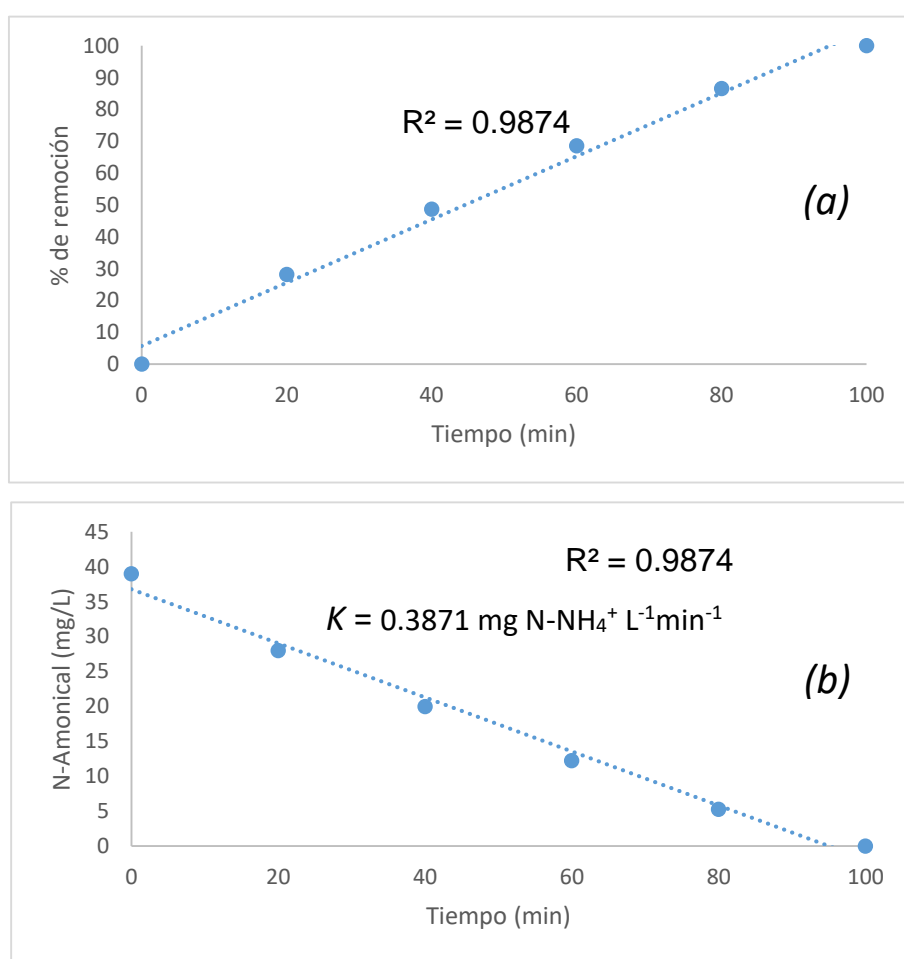 100
90
80
70
60
50
40
30
20
10
0
% de remoción
R² = 0.9874
(a)
0 20 40 60 80 100
Tiempo (min)
45
40
35
30
25
20
15
10
5
0
N-Amonical (mg/L)
R² = 0.9874
K = 0.3871 mg N-NH₄⁺ L⁻¹min⁻¹
(b)
0 20 40 60 80 100
Tiempo (min)